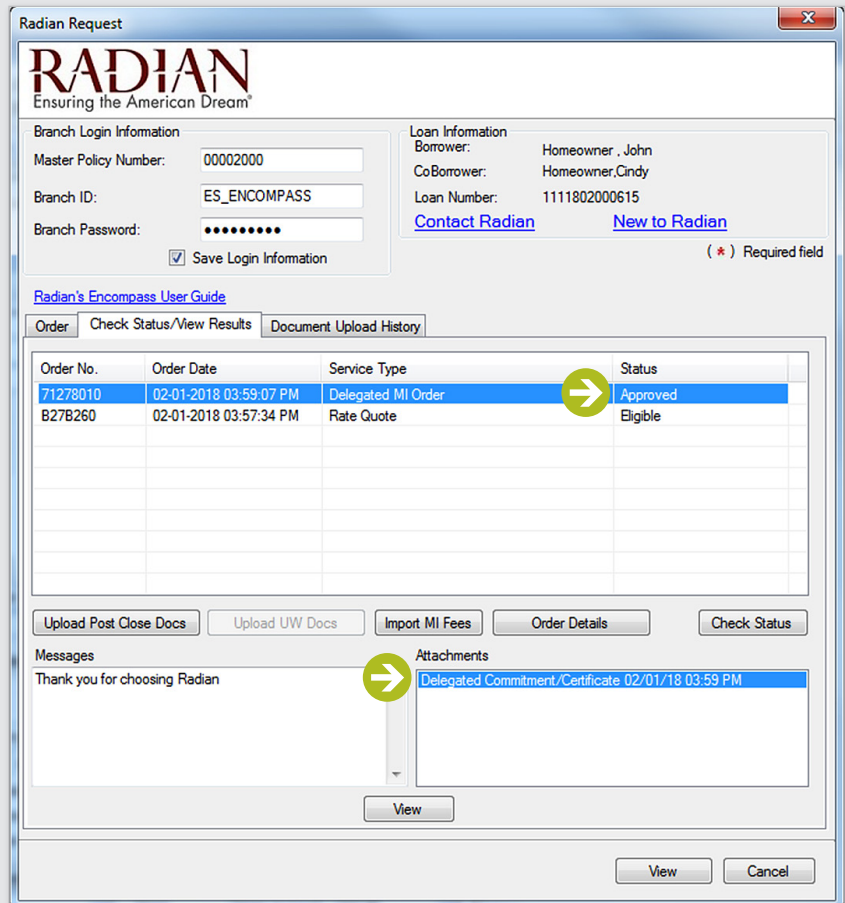 Radian Request
RADIAN
Ensuring the American Dream®
Branch Login Information
Master Policy Number: 00002000
Branch ID: ES_ENCOMPASS
Branch Password: •••••••••
Save Login Information
Loan Information
Borrower: Homeowner , John
CoBorrower: Homeowner,Cindy
Loan Number: 1111802000615
Contact Radian New to Radian
( * ) Required field
Radian's Encompass User Guide
Order Check Status/View Results Document Upload History
Order No. Order Date Service Type Status
71278010 02-01-2018 03:59:07 PM Delegated MI Order Approved
B27B260 02-01-2018 03:57:34 PM Rate Quote Eligible
Upload Post Close Docs Upload UW Docs Import MI Fees Order Details Check Status
Messages
Thank you for choosing Radian
Attachments
Delegated Commitment/Certificate 02/01/18 03:59 PM
View
View Cancel